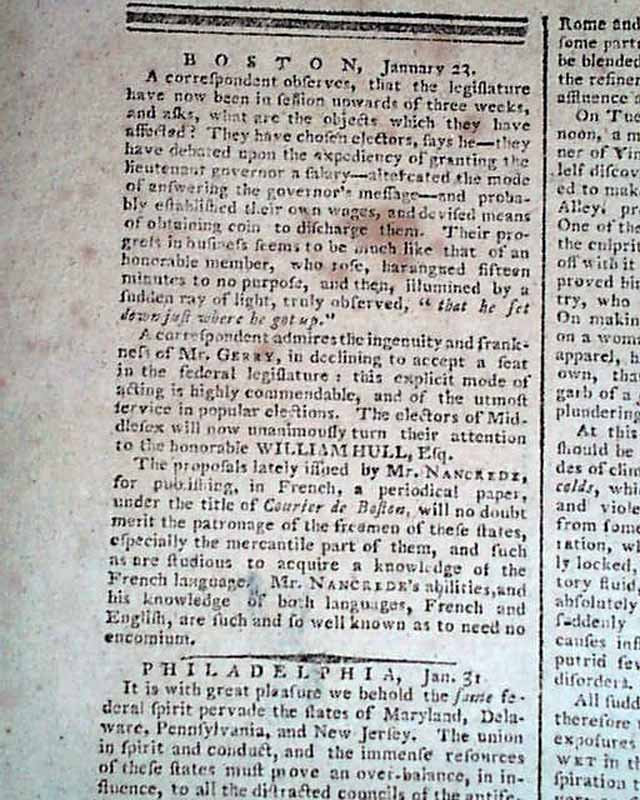 BOSTON, January 23.
A correſpondent obſerves, that the legiſlature
have now been in ſeſſion upwards of three weeks,
and aſks, what are the objects which they have
affected? They have choſen electors, ſays he—they
have debated upon the expediency of granting the
lieutenant governor a ſalary—altercated the mode
of anſwering the governor's meſſage—and proba-
bly eſtabliſhed their own wages, and deviſed means
of obtaining coin to diſcharge them. Their pro-
greſs in buſineſs ſeems to be much like that of an
honorable member, who roſe, harangued fifteen
minutes to no purpoſe, and then, illumined by a
ſudden ray of light, truly obſerved, "that he ſet
down juſt where he got up."
A correſpondent admires the ingenuity and frank-
neſs of Mr. GERRY, in declining to accept a ſeat
in the federal legiſlature: this explicit mode of
acting is highly commendable, and of the utmoſt
ſervice in popular elections. The electors of Mid-
dleſex will now unanimouſly turn their attention
to the honorable WILLIAM HULL, Eſq.
The propoſals lately iſſued by Mr. NANCREDE,
for publiſhing, in French, a periodical paper,
under the title of Courier de Boſton, will no doubt
merit the patronage of the freemen of theſe ſtates,
eſpecially the mercantile part of them, and ſuch
as are ſtudious to acquire a knowledge of the
French language. Mr. NANCREDE's abilities, and
his knowledge of both languages, French and
Engliſh, are ſuch and ſo well known as to need no
encomium.
PHILADELPHIA, Jan. 31
It is with great pleaſure we behold the ſame fe-
deral ſpirit pervade the ſtates of Maryland, Dela-
ware, Pennſylvania, and New Jerſey. The union
in ſpirit and conduct, and the immenſe reſources
of theſe ſtates muſt prove an over-balance, in in-
fluence, to all the diſtracted councils of the antife-
Rome and
ſome part
be blended
the refine
affluence
On Tue
noon, a m
ner of Vin
lelf diſcov
ed to mak
Alley, pr
One of the
the culprit
off with it
proved hi
try, who
On makin
on a woma
apparel, h
own, tha
garb of a
plundering
At this
ſhould be
des of clim
colds, whi
and viole
from ſome
ration, w
ly locked,
tory fluid,
abſolutely
ſuddenly
cauſes infl
putrid fev
diſorders.
All ſudd
therefore
expoſures
WET in th
ſpiration